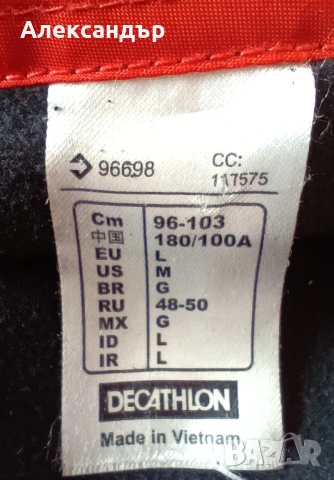 Александър
96698
CC:
117575
Cm 96-103
中国 180/100A
EU L
US M
BR G
RU 48-50
MX G
ID L
IR L
DECATHLON
Made in Vietnam
BAZAR